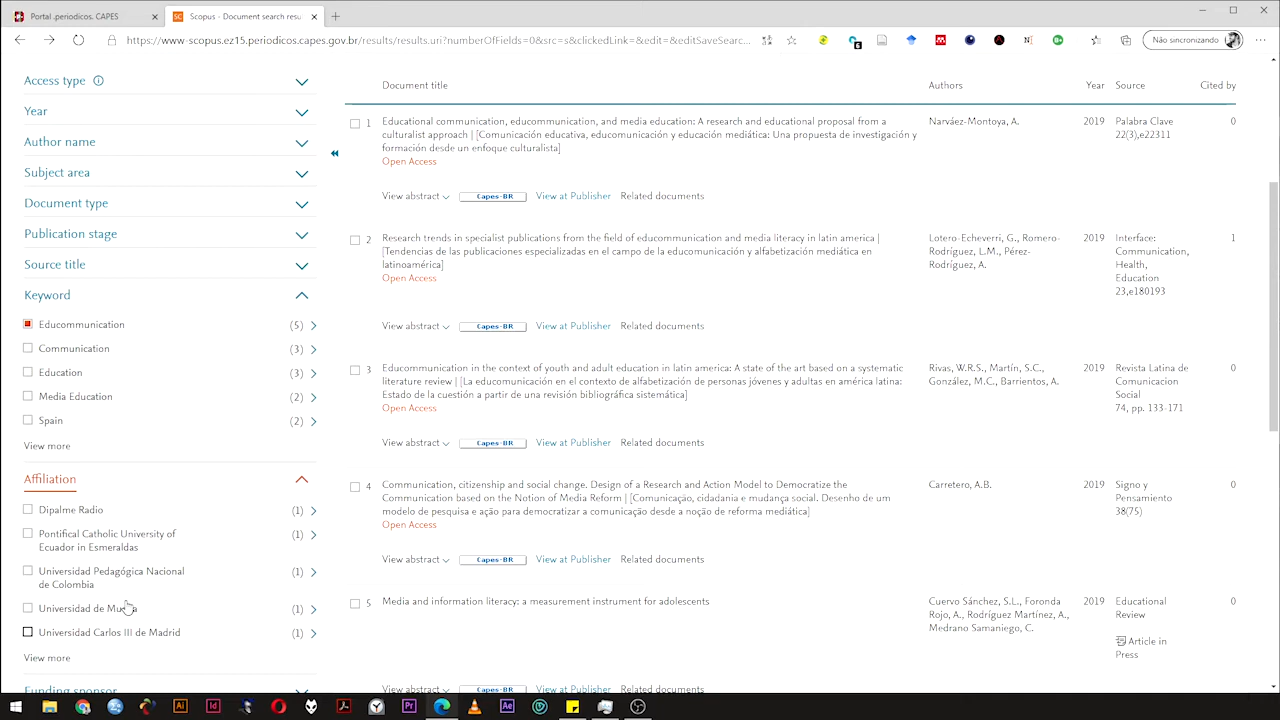 Portal .periodicos. CAPES
Scopus - Document search resu
https://www-scopus.ez15.periodicos.capes.gov.br/results/results.uri?numberOfFields=0&src=s&clickedLink=&edit=&editSaveSearc...
6
Não sincronizando
Access type
Year
Author name
Subject area
Document type
Publication stage
Source title
Keyword
Educommunication (5)
Communication (3)
Education (3)
Media Education (2)
Spain (2)
View more
Affiliation
Dipalme Radio (1)
Pontifical Catholic University of (1)
Ecuador in Esmeraldas
Universidad Pedagógica Nacional (1)
de Colombia
Universidad de Murcia (1)
Universidad Carlos III de Madrid (1)
View more
Funding sponsor
Document title Authors Year Source Cited by
1 Educational communication, educommunication, and media education: A research and educational proposal from a Narváez-Montoya, A. 2019 Palabra Clave 0
culturalist approach | [Comunicación educativa, educomunicación y educación mediática: Una propuesta de investigación y 22(3),e22311
formación desde un enfoque culturalista]
Open Access
View abstract Capes-BR View at Publisher Related documents
2 Research trends in specialist publications from the field of educommunication and media literacy in latin america | Lotero-Echeverri, G., Romero- 2019 Interface: 1
[Tendencias de las publicaciones especializadas en el campo de la educomunicación y alfabetización mediática en Rodríguez, L.M., Pérez- Communication,
latinoamérica] Rodríguez, A. Health,
Open Access Education
23,e180193
View abstract Capes-BR View at Publisher Related documents
3 Educommunication in the context of youth and adult education in latin america: A state of the art based on a systematic Rivas, W.R.S., Martín, S.C., 2019 Revista Latina de 0
literature review | [La educomunicación en el contexto de alfabetización de personas jóvenes y adultas en américa latina: González, M.C., Barrientos, A. Comunicacion
Estado de la cuestión a partir de una revisión bibliográfica sistemática] Social
Open Access 74, pp. 133-171
View abstract Capes-BR View at Publisher Related documents
4 Communication, citizenship and social change. Design of a Research and Action Model to Democratize the Carretero, A.B. 2019 Signo y 0
Communication based on the Notion of Media Reform | [Comunicação, cidadania e mudança social. Desenho de um Pensamiento
modelo de pesquisa e ação para democratizar a comunicação desde a noção de reforma mediática] 38(75)
Open Access
View abstract Capes-BR View at Publisher Related documents
5 Media and information literacy: a measurement instrument for adolescents Cuervo Sánchez, S.L., Foronda 2019 Educational 0
Rojo, A., Rodríguez Martínez, A., Review
Medrano Samaniego, C.
Article in
Press
View abstract Capes-BR View at Publisher Related documents
Ai Id Pr Ae